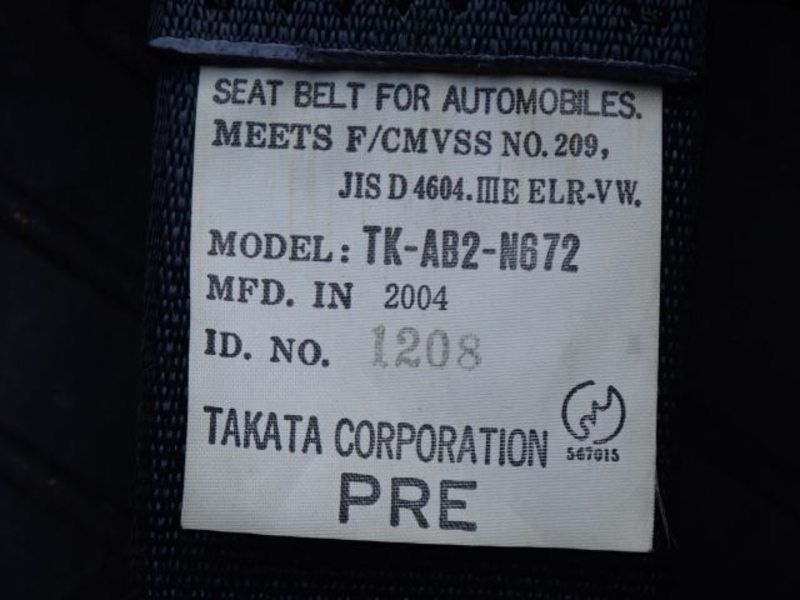 SEAT BELT FOR AUTOMOBILES.
MEETS F/CMVSS NO. 209,
JIS D 4604.IIIE ELR-VW.
MODEL: TK-AB2-N672
MFD. IN 2004
ID. NO. 1208
TAKATA CORPORATION
567015
PRE